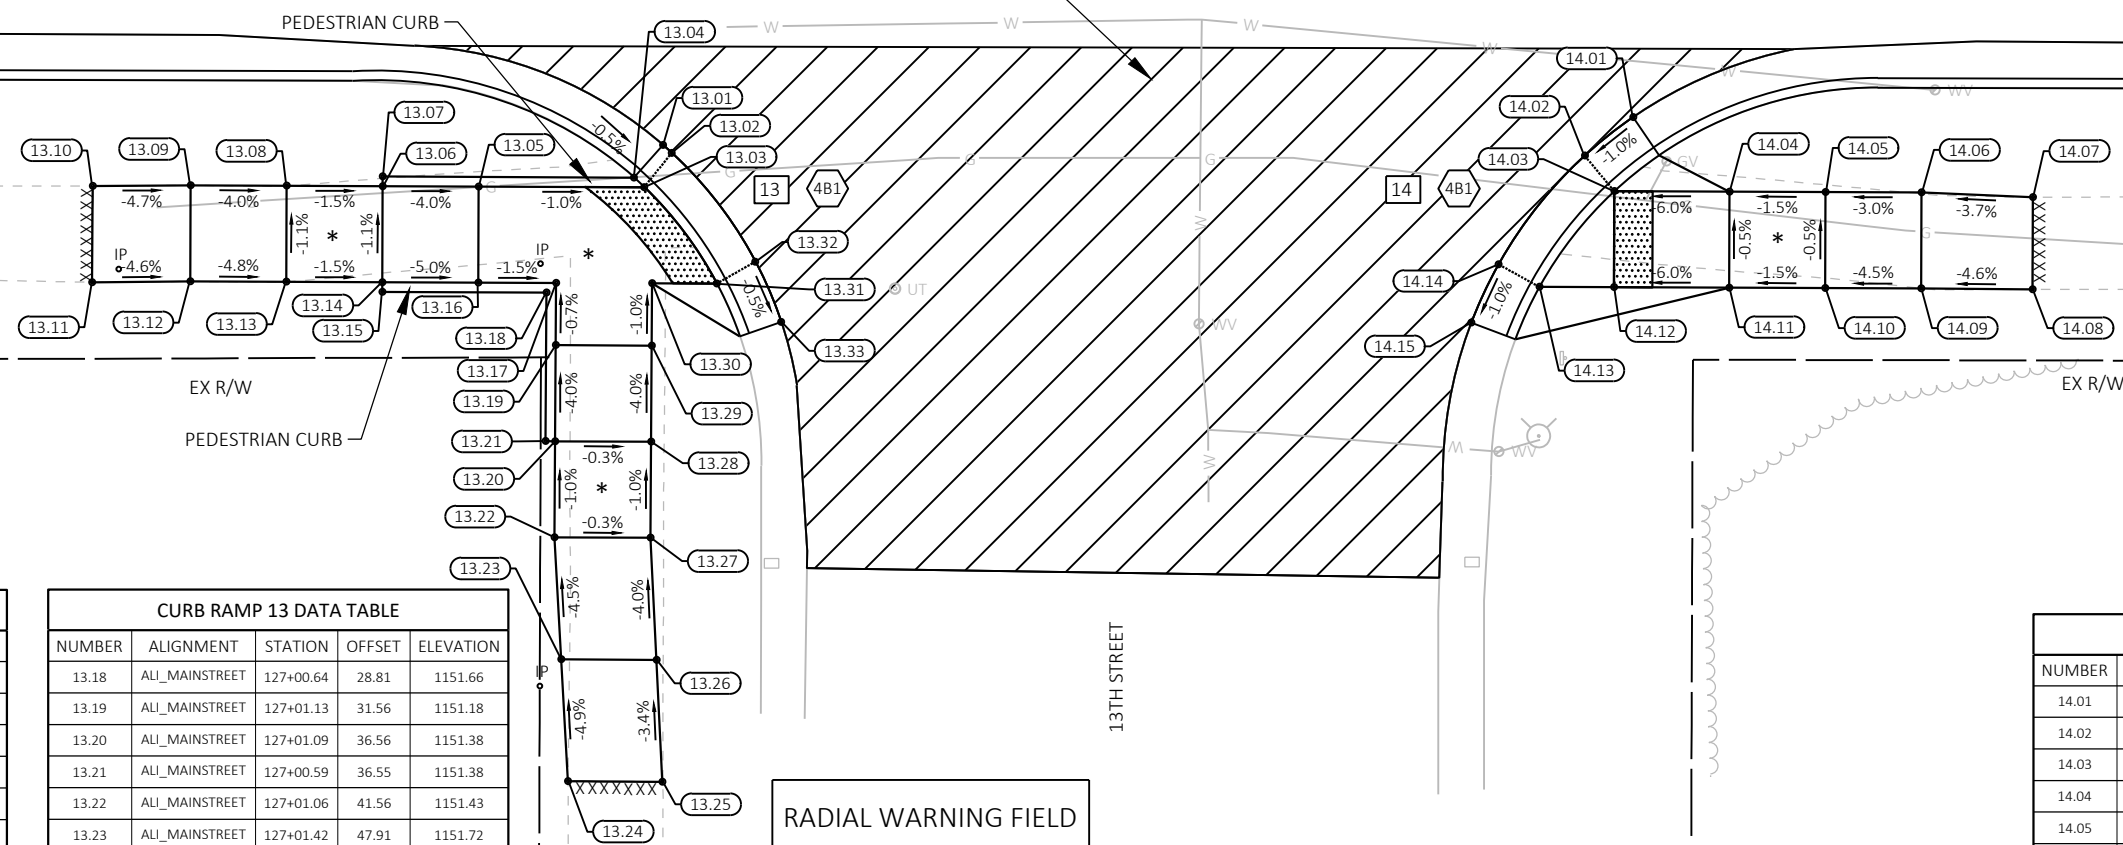 PEDESTRIAN CURB
13.04
W
W
W
W
14.01
W
WV
13.07
13.01
14.02
-0.5%
13.02
13.10
13.09
13.08
13.06
13.05
13.03
G
G
G
G
14.03
-1.0%
GV
14.04
14.05
14.06
14.07
13
4B1
14
4B1
-4.7%
-4.0%
-1.5%
-4.0%
-1.0%
-6.0%
-1.5%
-3.0%
-3.7%
-1.1%
*
-1.1%
*
13.32
W
-0.5%
*
-0.5%
G
IP
IP
-4.6%
-4.8%
-1.5%
-5.0%
-1.5%
-6.0%
-1.5%
-4.5%
-4.6%
14.14
13.31
UT
-0.5%
-1.0%
13.11
13.12
13.13
13.14
13.15
13.16
-0.7%
-1.0%
WV
14.12
14.11
14.10
14.09
14.08
13.18
13.33
14.15
13.17
13.30
14.13
EX R/W
EX R/W
13.19
-4.0%
-4.0%
13.29
PEDESTRIAN CURB
13.21
-0.3%
13.28
W
W
WV
13.20
-1.0%
*
-1.0%
13.22
-0.3%
13.27
13.23
-4.5%
-4.0%
13.26
IP
-4.9%
-3.4%
13TH STREET
XXXXXXX
XXXXXXX
XXXXXXX
13.25
13.24
RADIAL WARNING FIELD
CURB RAMP 13 DATA TABLE
NUMBER ALIGNMENT STATION OFFSET ELEVATION
13.18 ALI_MAINSTREET 127+00.64 28.81 1151.66
13.19 ALI_MAINSTREET 127+01.13 31.56 1151.18
13.20 ALI_MAINSTREET 127+01.09 36.56 1151.38
13.21 ALI_MAINSTREET 127+00.59 36.55 1151.38
13.22 ALI_MAINSTREET 127+01.06 41.56 1151.43
13.23 ALI_MAINSTREET 127+01.42 47.91 1151.72
NUMBER
14.01
14.02
14.03
14.04
14.05